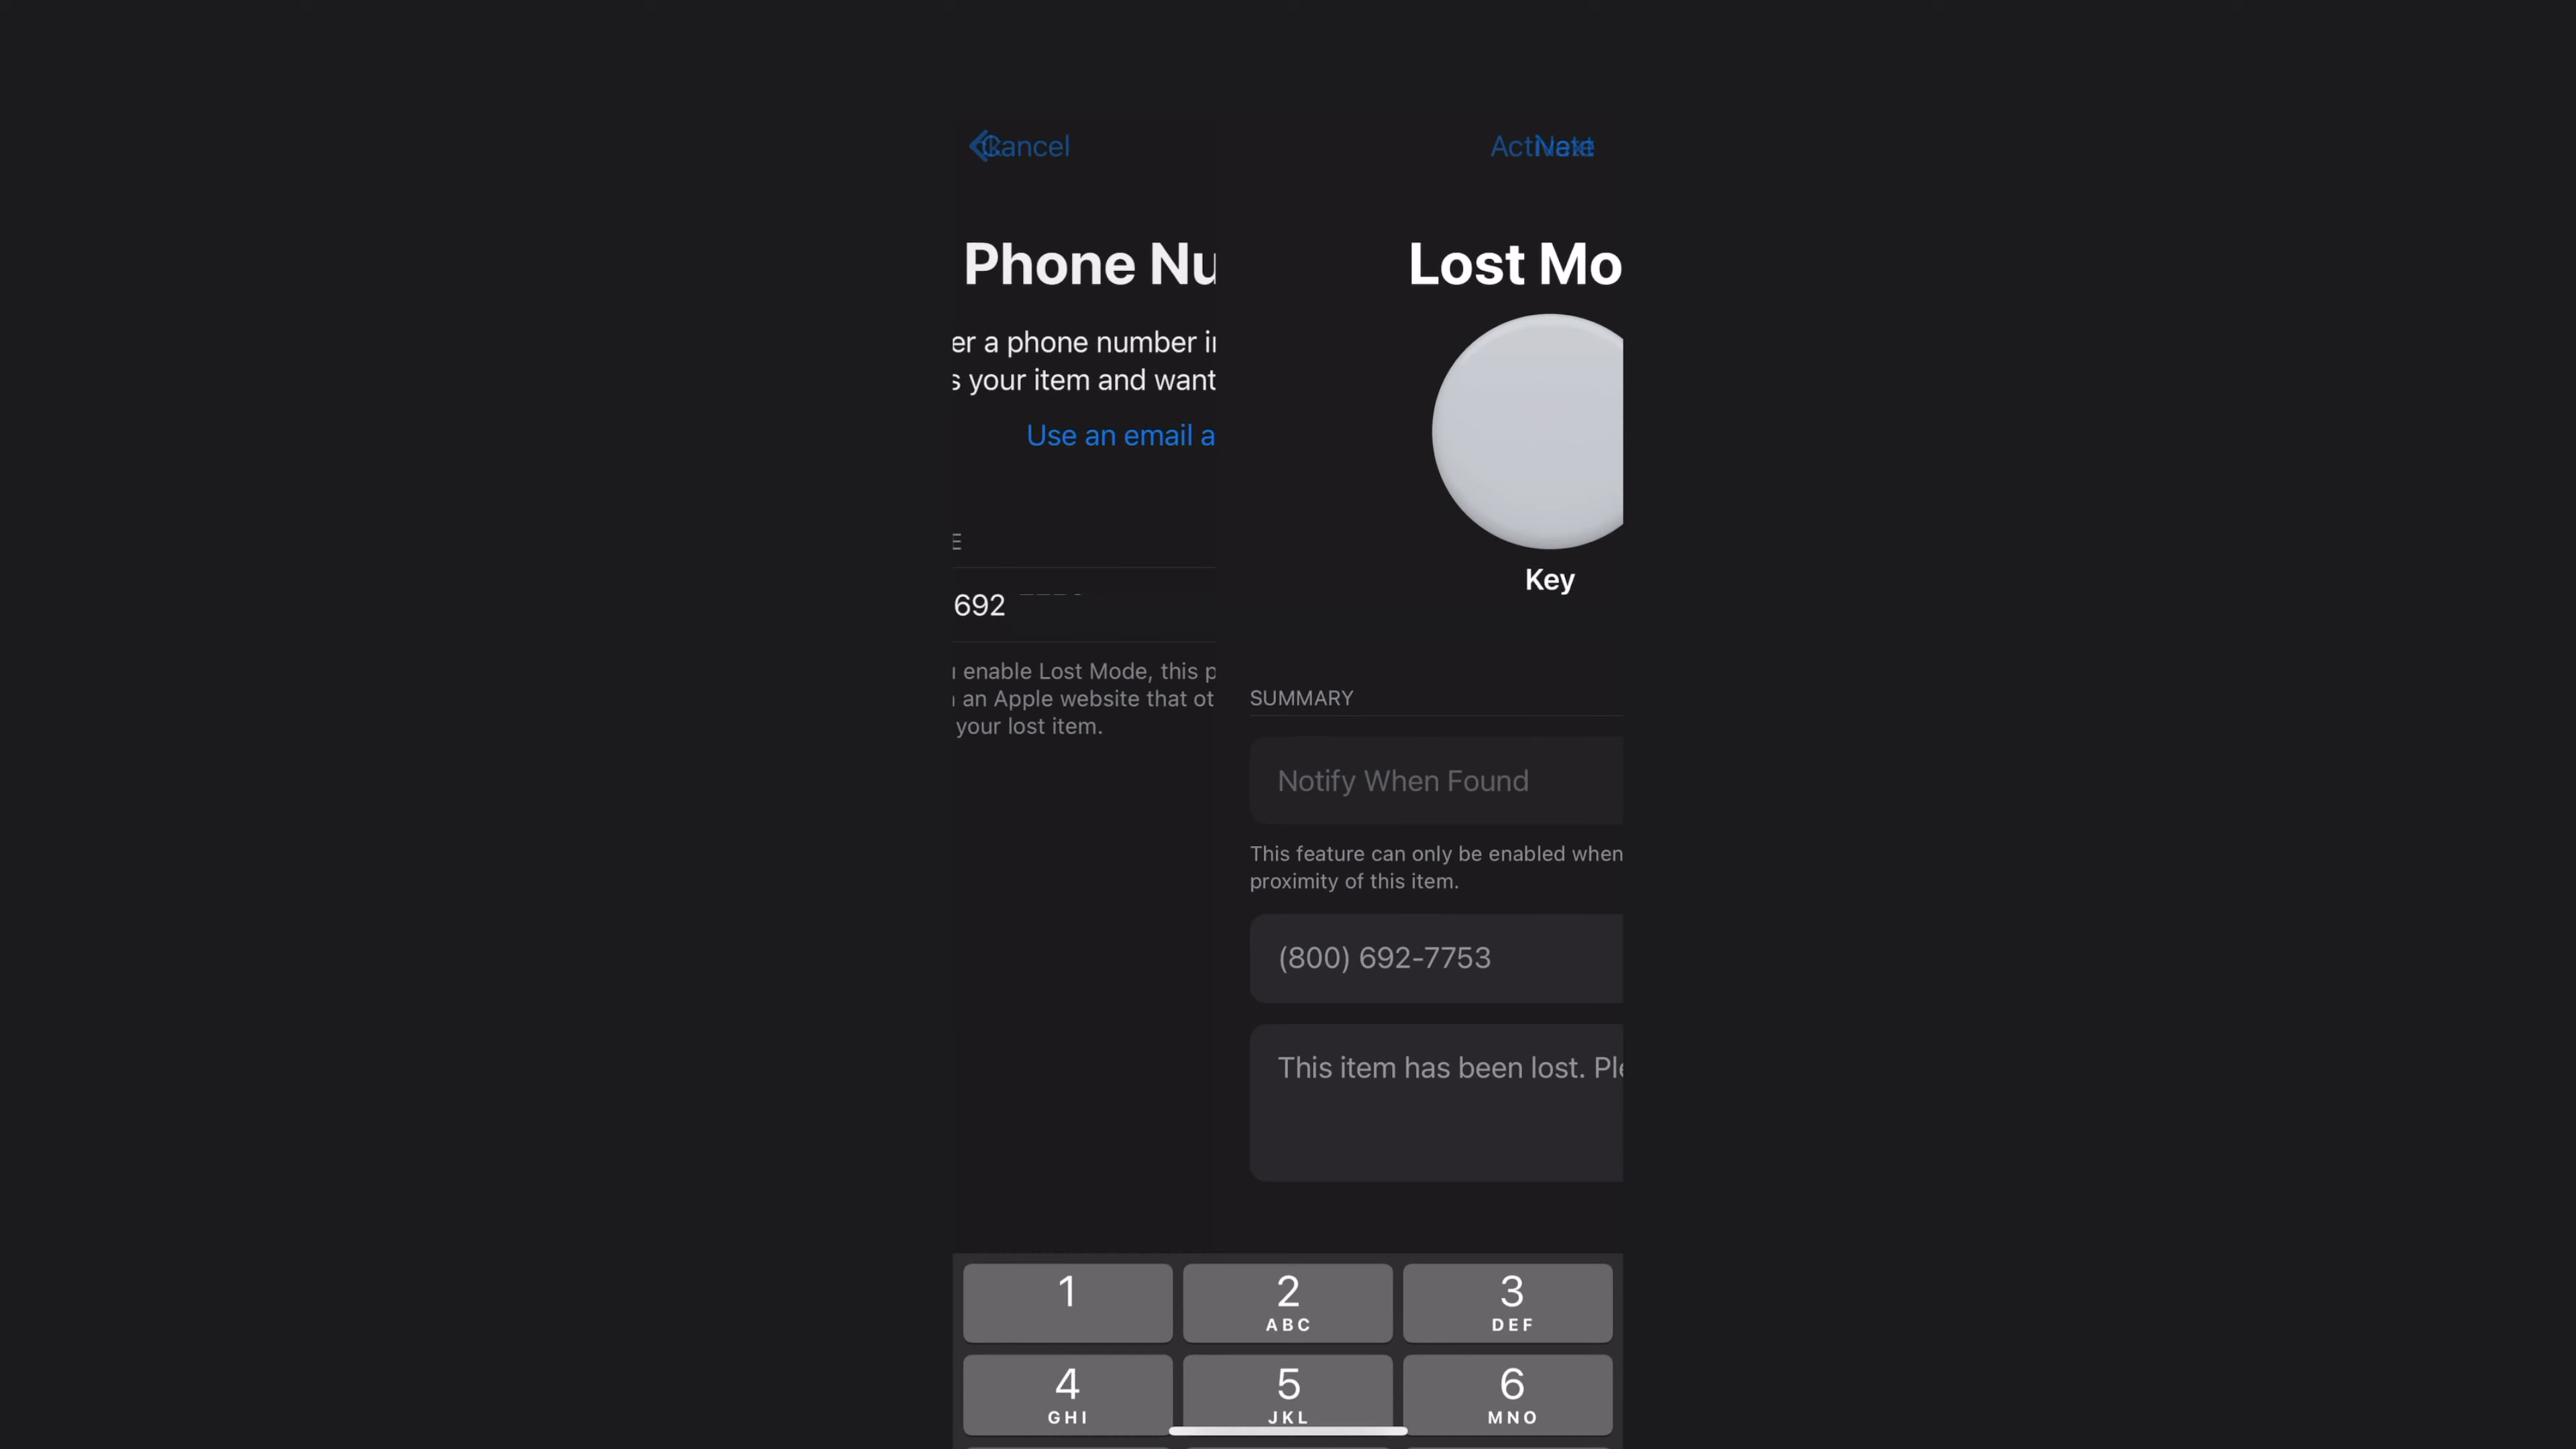 Cancel
Activate
Next
Phone Nu
er a phone number i
s your item and want
Use an email a
E
692
enable Lost Mode, this p
an Apple website that ot
your lost item.
Lost Mo
Key
SUMMARY
Notify When Found
This feature can only be enabled when
proximity of this item.
(800) 692-7753
This item has been lost. Ple
1
2
ABC
3
DEF
4
GHI
5
JKL
6
MNO